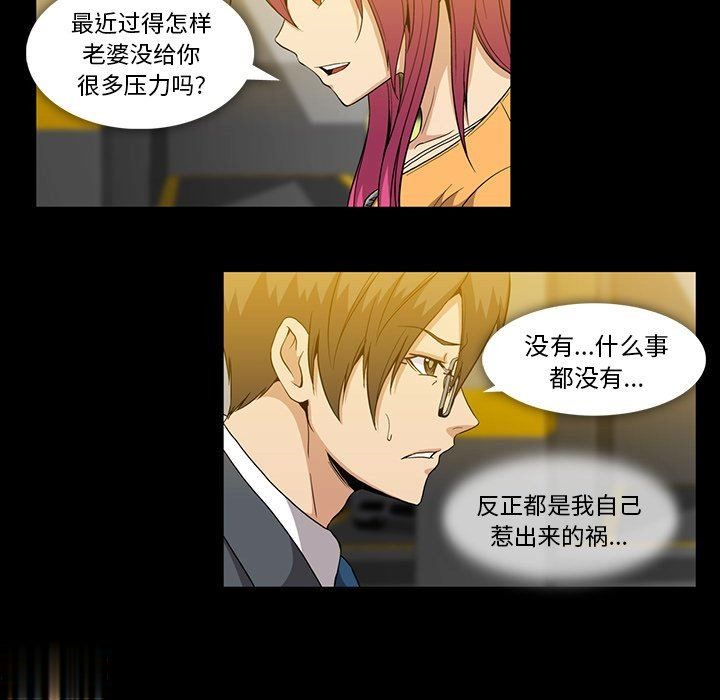 最近过得怎样
老婆没给你
很多压力吗?
没有...什么事
都没有...
反正都是我自己
惹出来的祸...